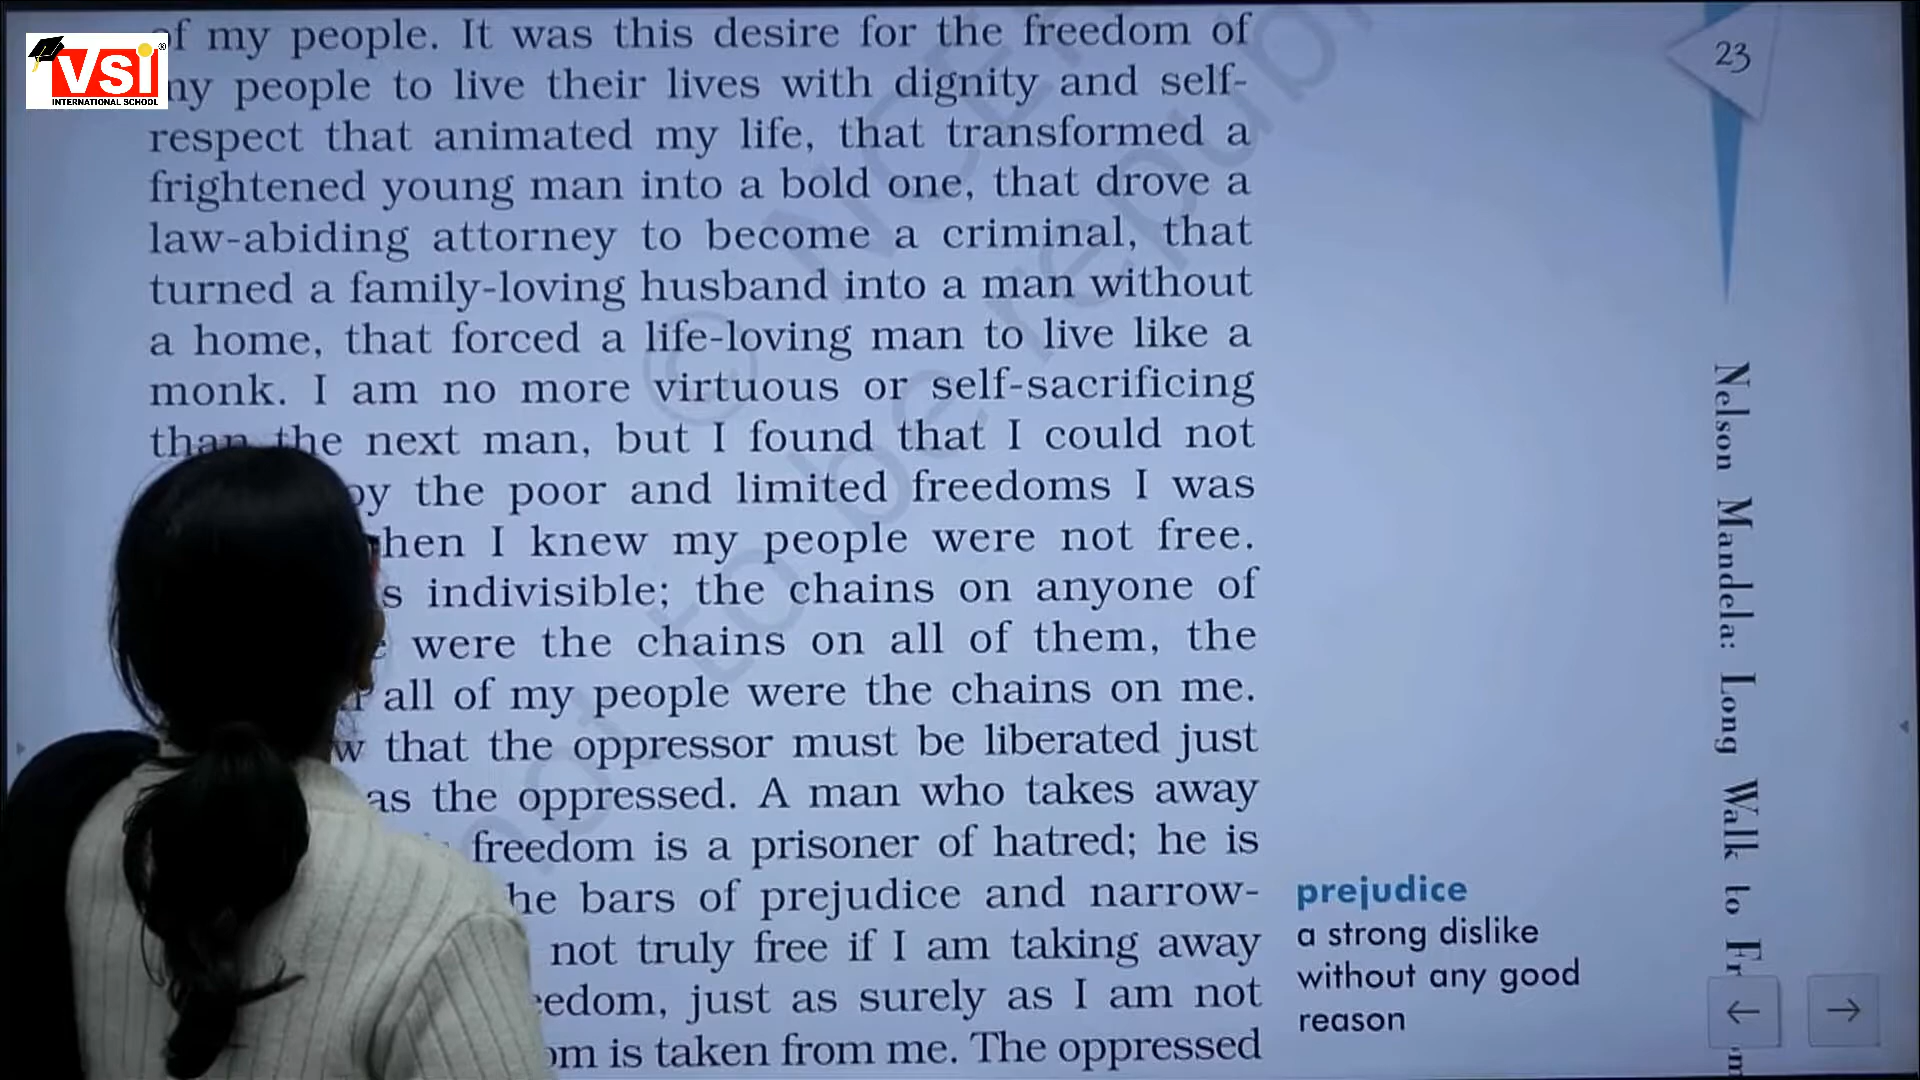 VSI
INTERNATIONAL SCHOOL
of my people. It was this desire for the freedom of
my people to live their lives with dignity and self-
respect that animated my life, that transformed a
frightened young man into a bold one, that drove a
law-abiding attorney to become a criminal, that
turned a family-loving husband into a man without
a home, that forced a life-loving man to live like a
monk. I am no more virtuous or self-sacrificing
than the next man, but I found that I could not
the poor and limited freedoms I was
I knew my people were not free.
indivisible; the chains on anyone of
were the chains on all of them, the
all of my people were the chains on me.
that the oppressor must be liberated just
as the oppressed. A man who takes away
freedom is a prisoner of hatred; he is
bars of prejudice and narrow-
not truly free if I am taking away
just as surely as I am not
is taken from me. The oppressed
prejudice
a strong dislike
without any good
reason
23
Nelson Mandela: Long Walk to
© NCERT
not to be republi